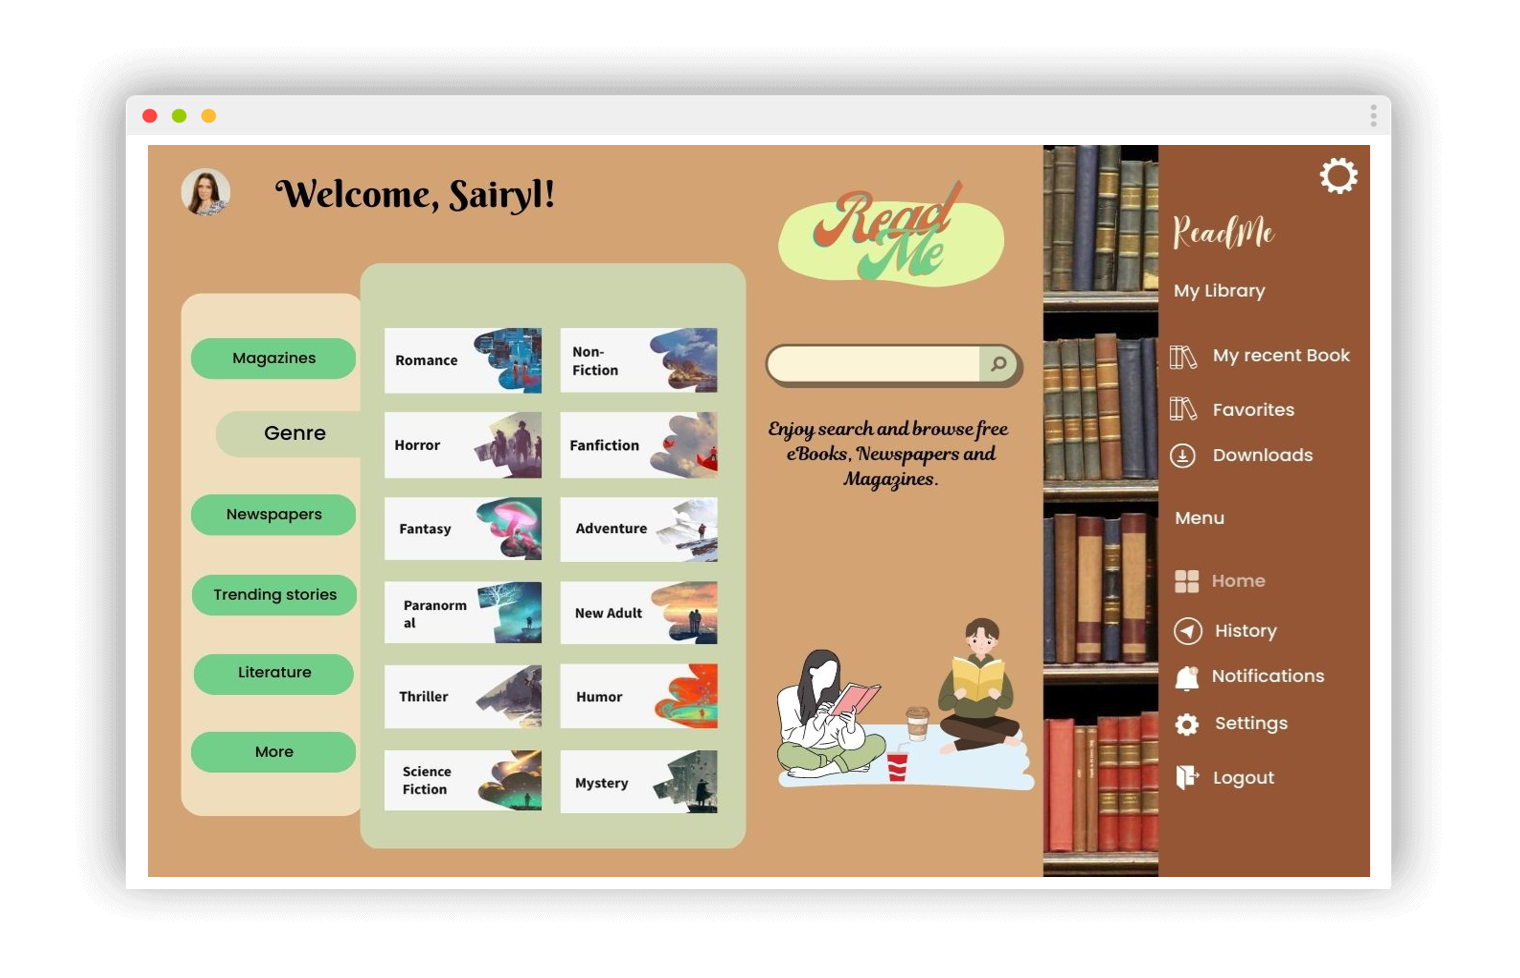 Welcome, Sairyl!
Read
Me
Magazines
Genre
Newspapers
Trending stories
Literature
More
Romance
Non-
Fiction
Horror
Fanfiction
Fantasy
Adventure
Paranorm
al
New Adult
Thriller
Humor
Science
Fiction
Mystery
Enjoy search and browse free
eBooks, Newspapers and
Magazines.
ReadMe
My Library
My recent Book
Favorites
Downloads
Menu
Home
History
Notifications
Settings
Logout